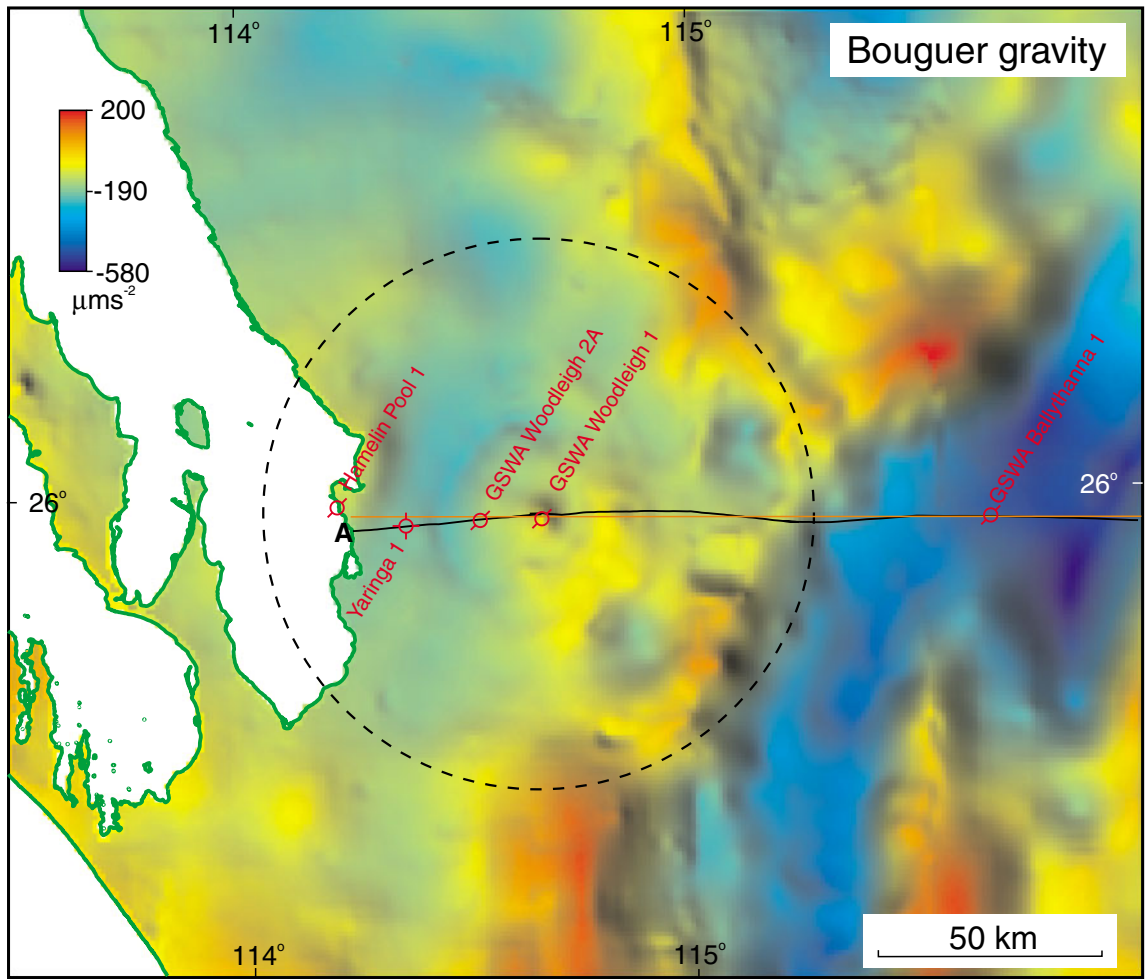 114°
115°
Bouguer gravity
200
-190
-580
μms⁻²
Hamelin Pool 1
GSWA Woodleigh 2A
GSWA Woodleigh 1
GSWA Ballythanna 1
26°
26°
A
Yaringa 1
114°
115°
50 km